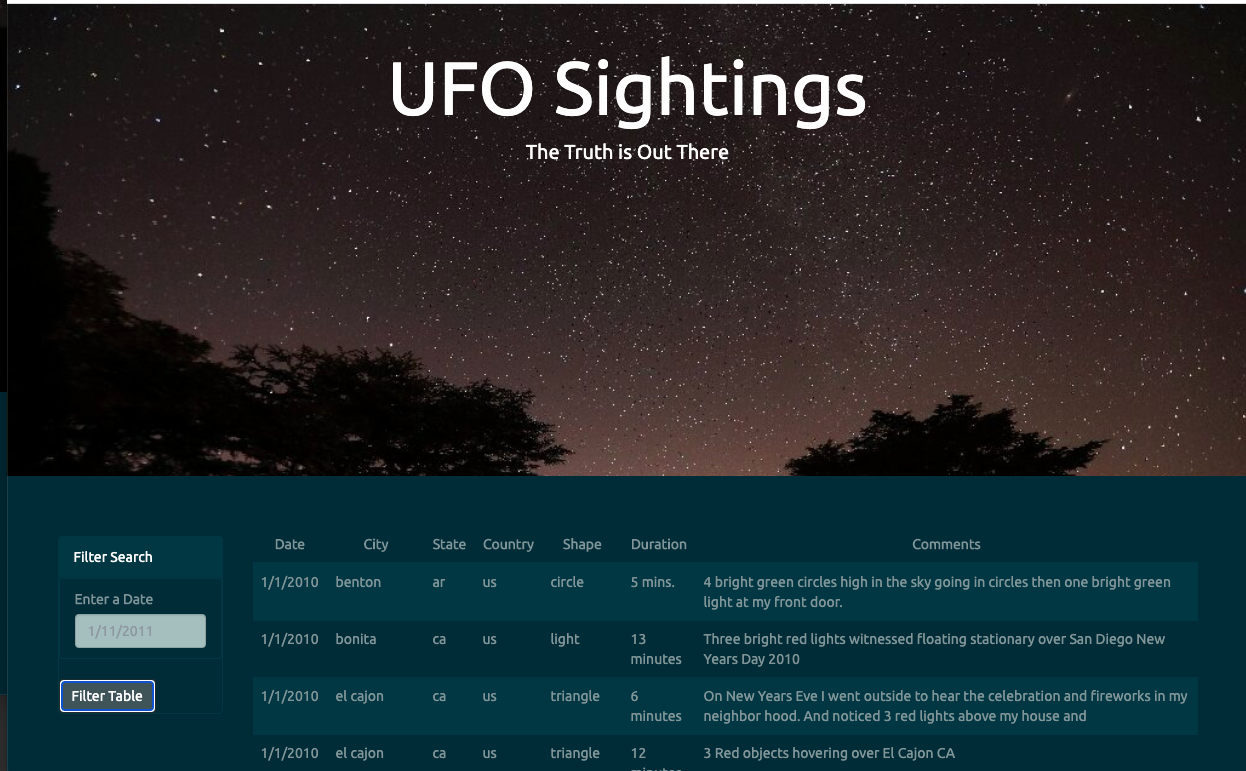 UFO Sightings
The Truth is Out There
Filter Search
Enter a Date
1/11/2011
Filter Table
Date City State Country Shape Duration Comments
1/1/2010 benton ar us circle 5 mins. 4 bright green circles high in the sky going in circles then one bright green
light at my front door.
1/1/2010 bonita ca us light 13 Three bright red lights witnessed floating stationary over San Diego New
minutes Years Day 2010
1/1/2010 el cajon ca us triangle 6 On New Years Eve I went outside to hear the celebration and fireworks in my
minutes neighbor hood. And noticed 3 red lights above my house and
1/1/2010 el cajon ca us triangle 12 3 Red objects hovering over El Cajon CA